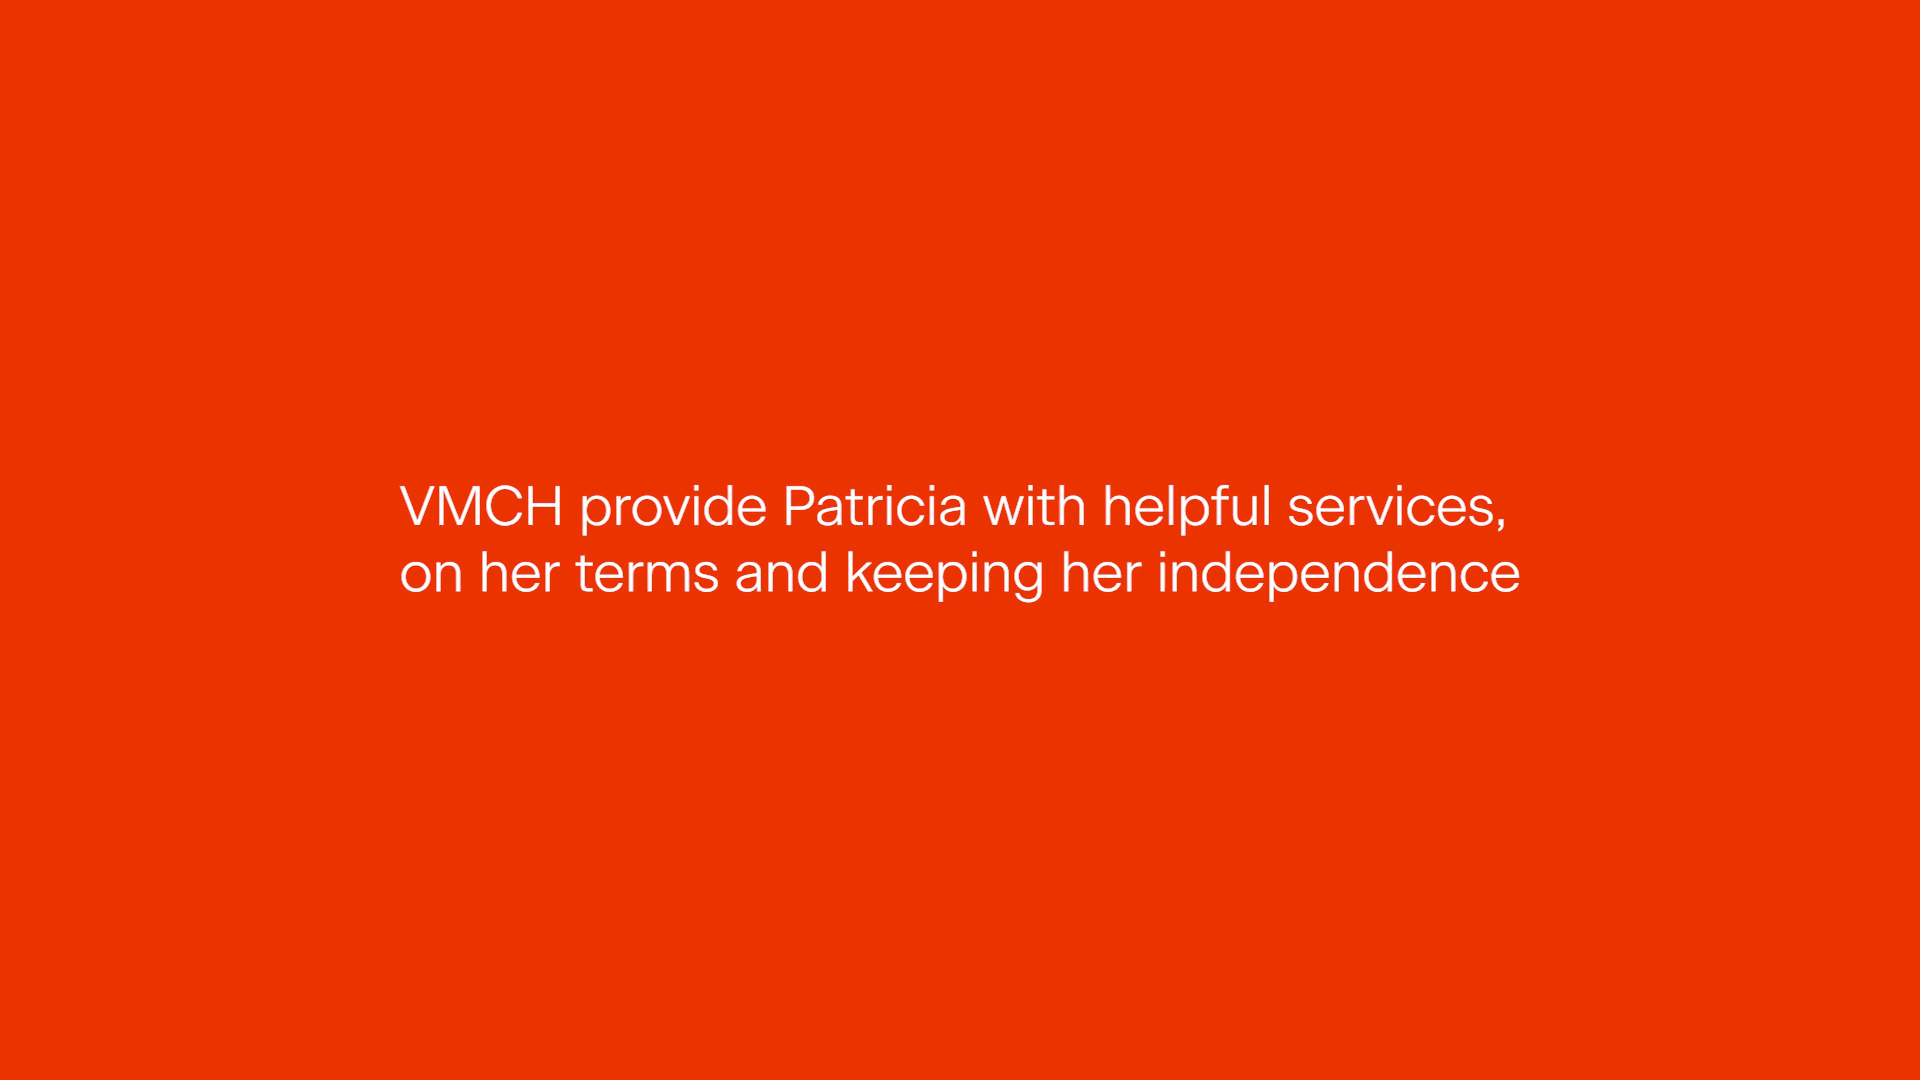 VMCH provide Patricia with helpful services,
on her terms and keeping her independence